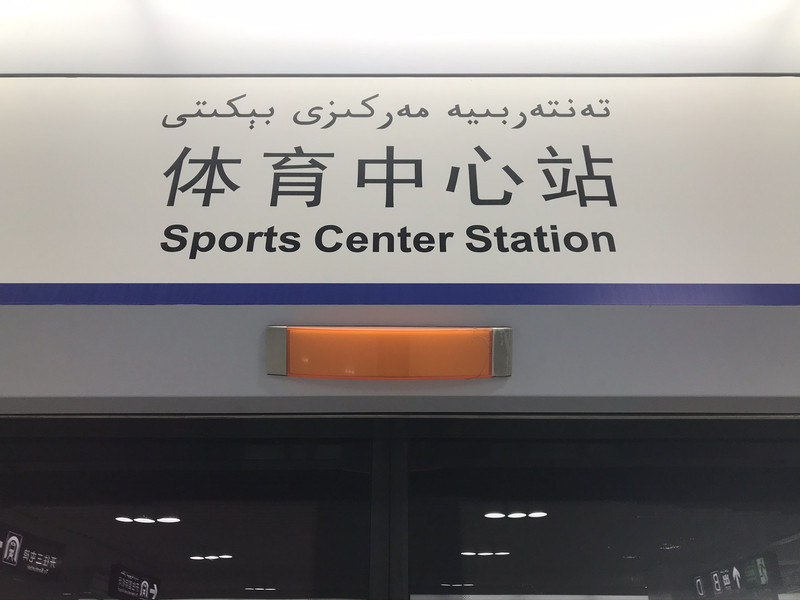 تەنتەربىيە مەركىزى بېكىتى
体育中心站
Sports Center Station